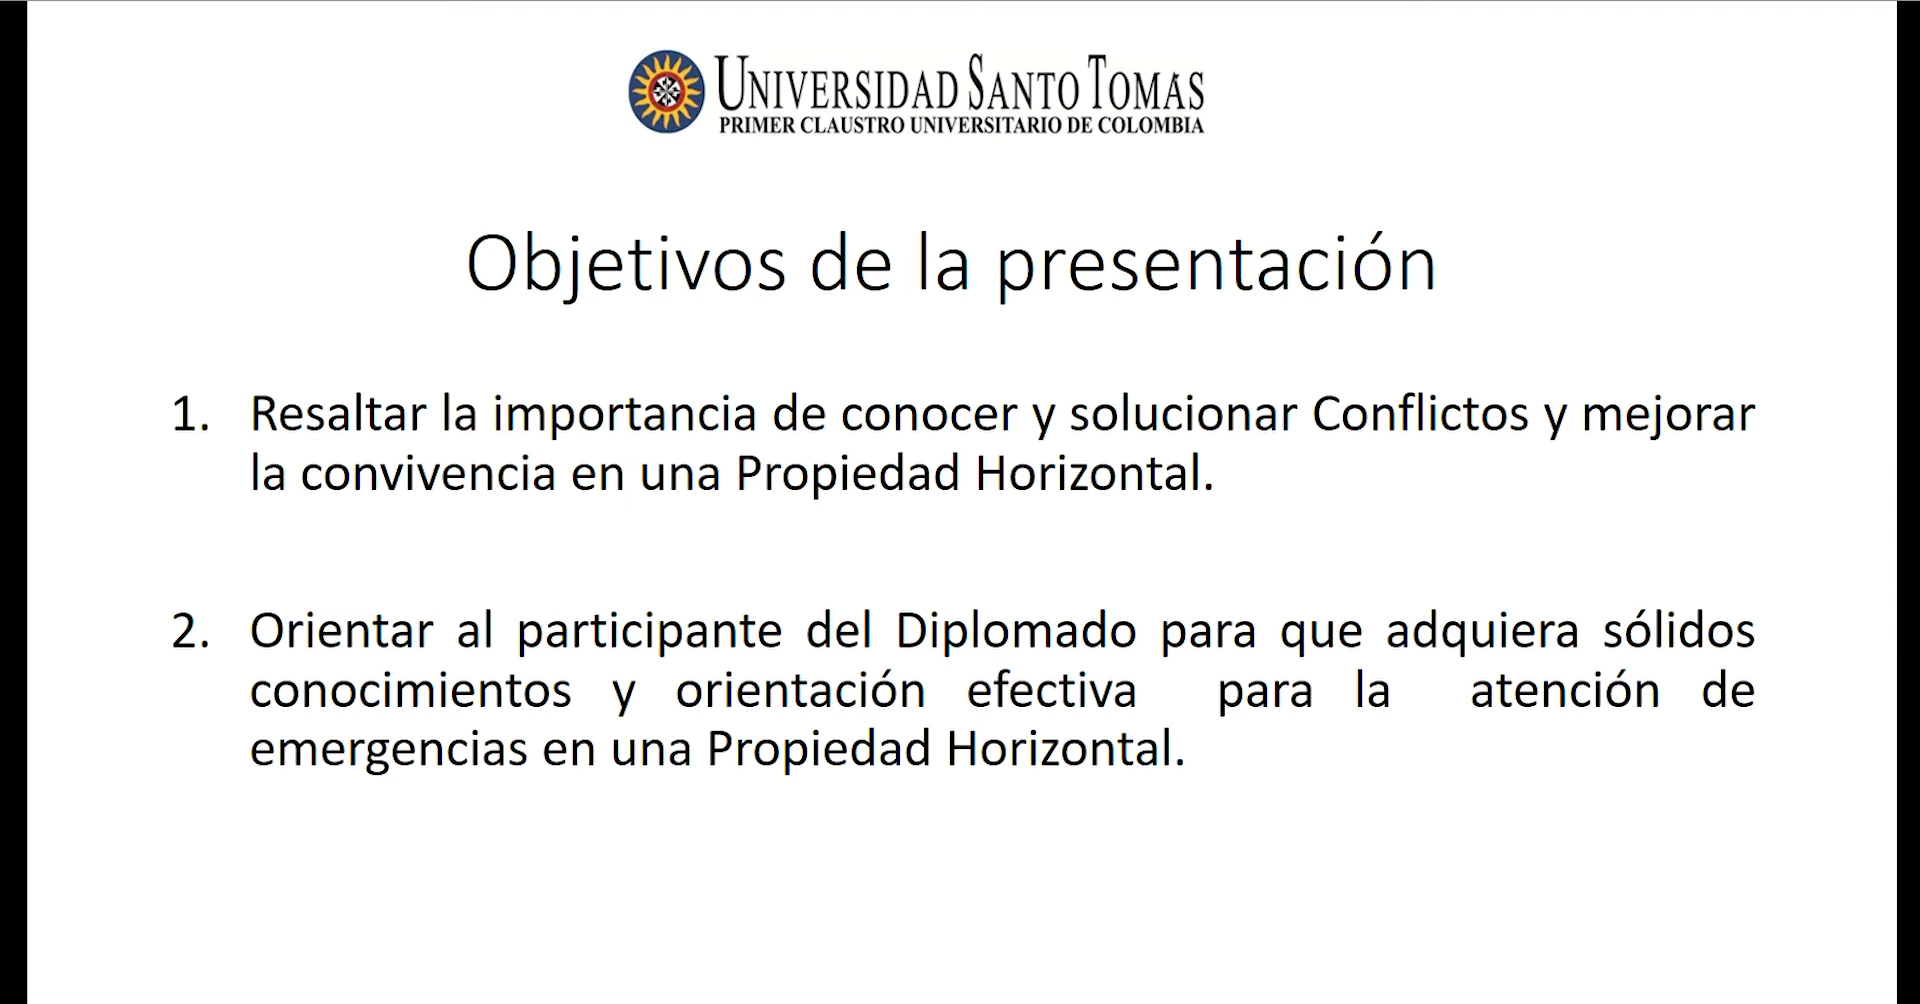 UNIVERSIDAD SANTO TOMÁS
PRIMER CLAUSTRO UNIVERSITARIO DE COLOMBIA
Objetivos de la presentación
1. Resaltar la importancia de conocer y solucionar Conflictos y mejorar
la convivencia en una Propiedad Horizontal.
2. Orientar al participante del Diplomado para que adquiera sólidos
conocimientos y orientación efectiva para la atención de
emergencias en una Propiedad Horizontal.